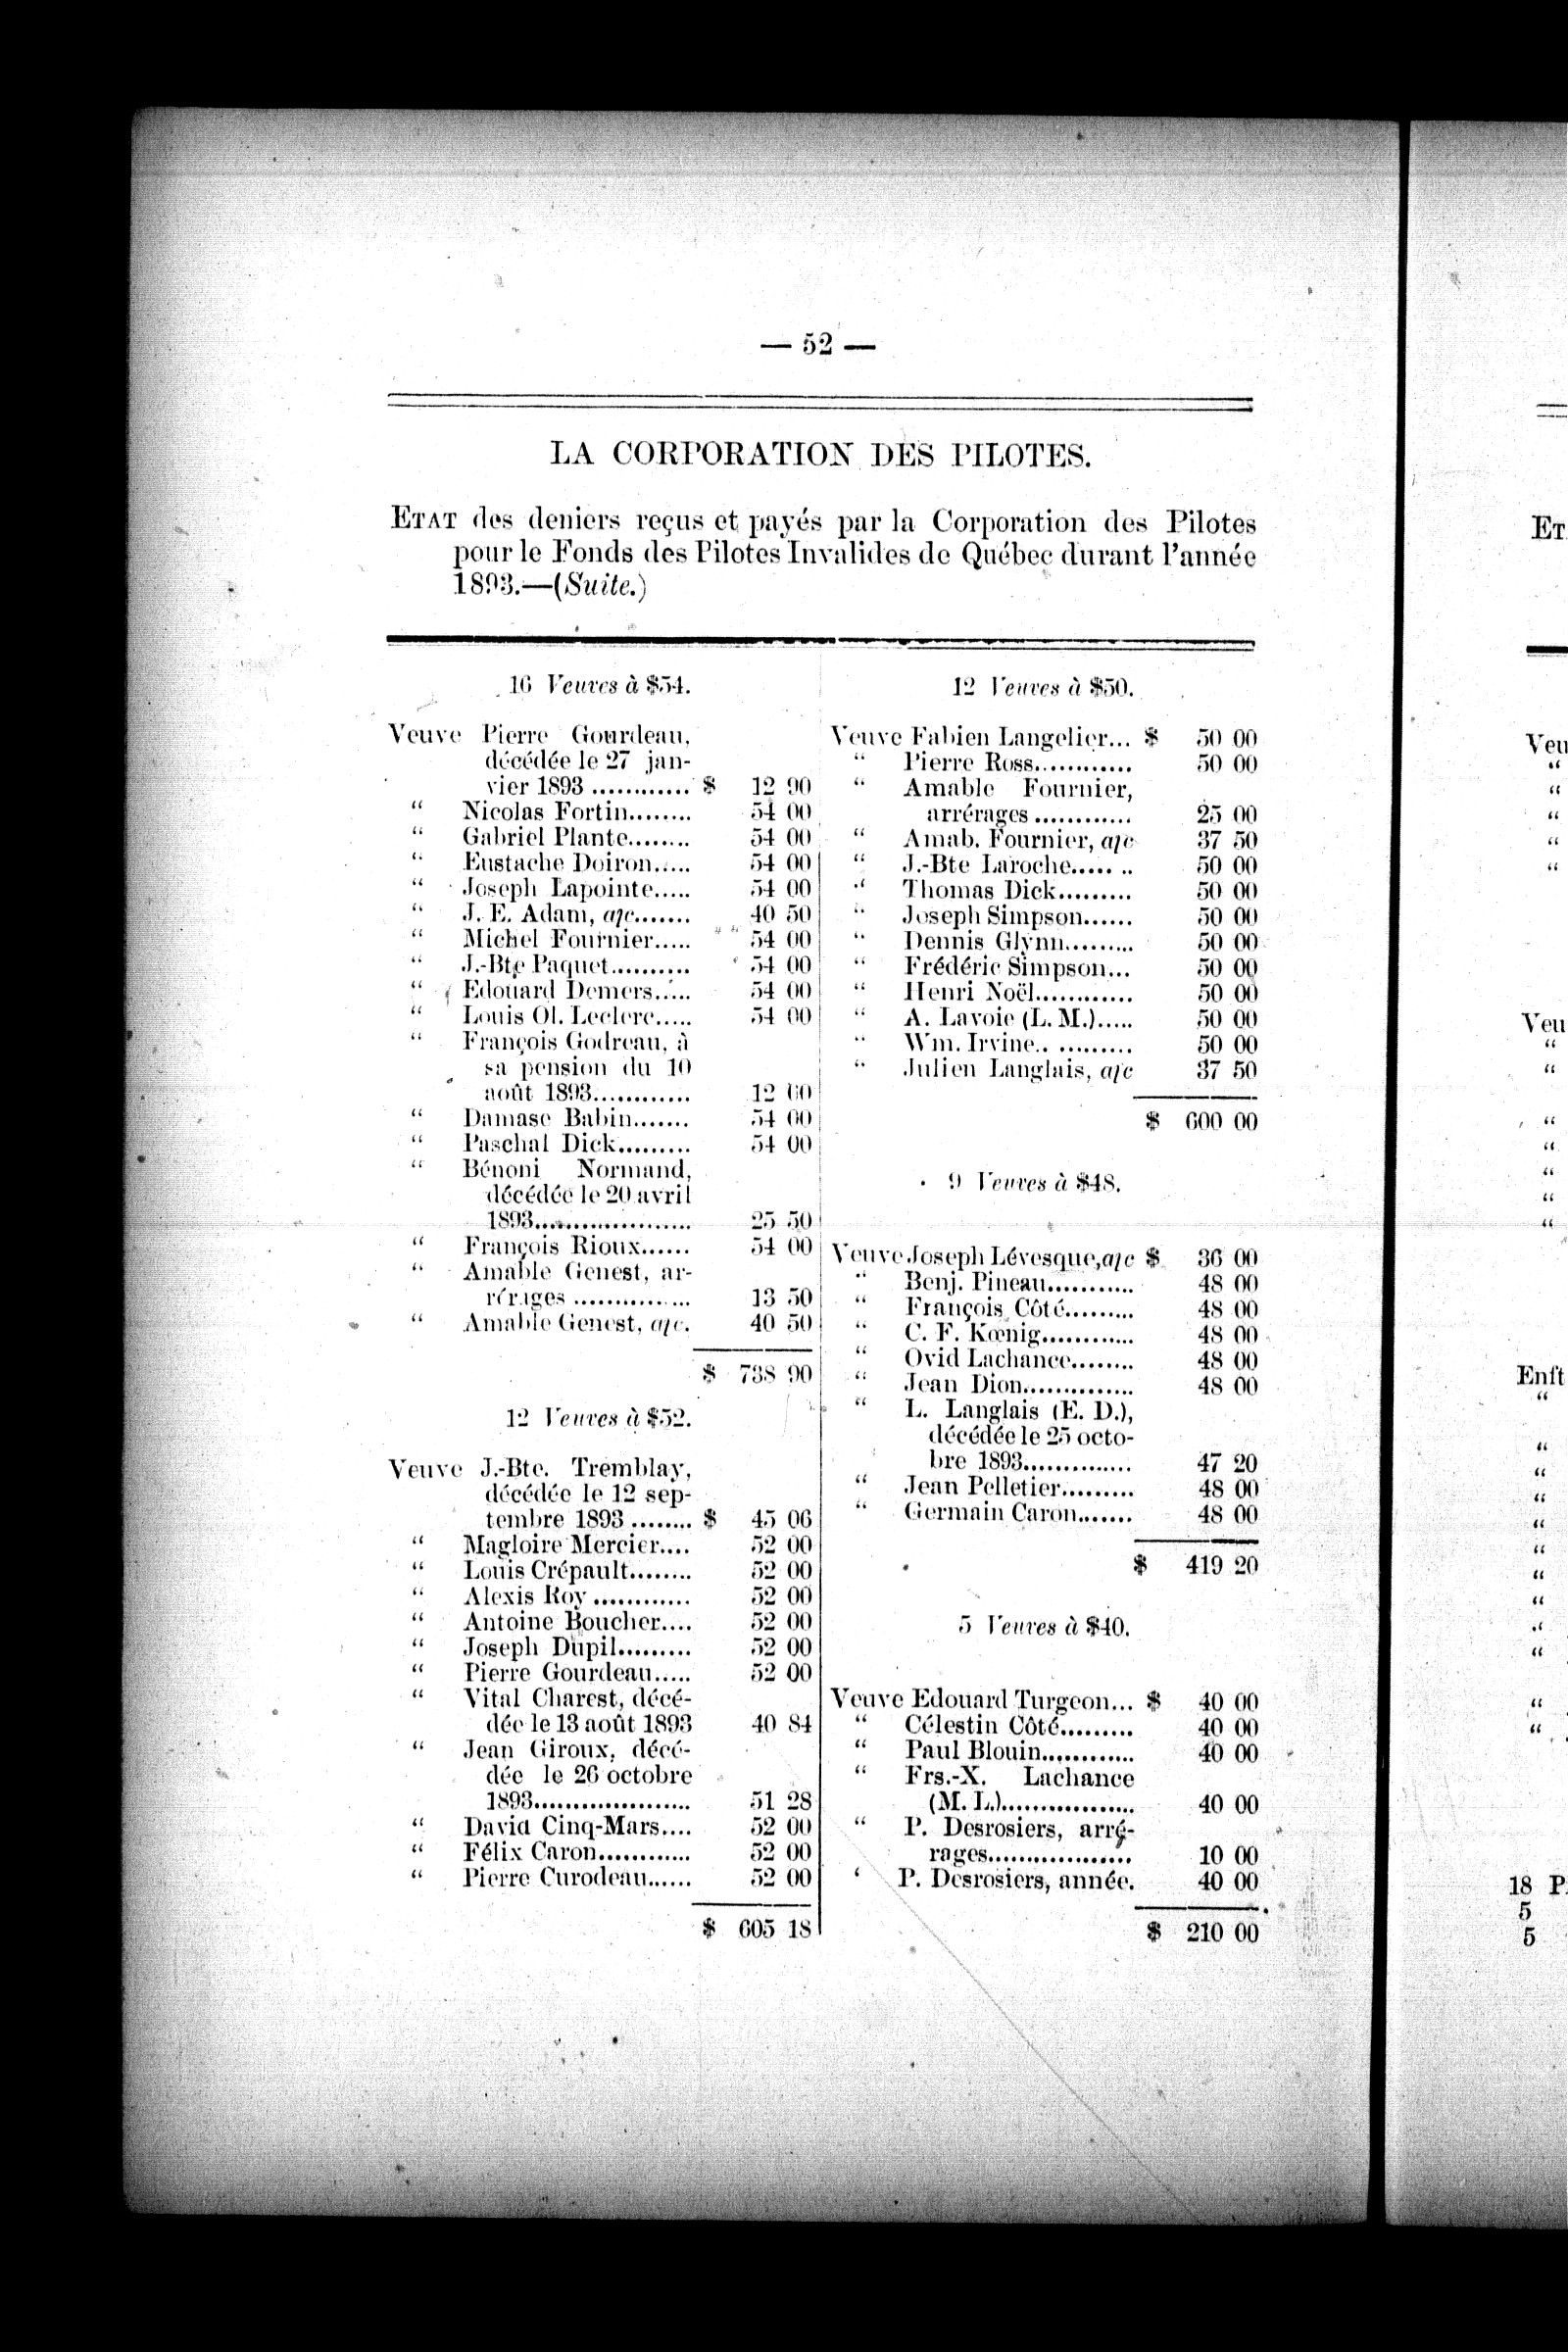 — 52 —
LA CORPORATION DES PILOTES.
ETAT des deniers reçus et payés par la Corporation des Pilotes
pour le Fonds des Pilotes Invalides de Québec durant l'année
1893.—(Suite.)
16 Veuves à $54.
Veuve Pierre Gourdeau,
décédée le 27 jan-
vier 1893 ............ $ 12 90
“ Nicolas Fortin........ 54 00
“ Gabriel Plante........ 54 00
“ Eustache Doiron..... 54 00
“ Joseph Lapointe..... 54 00
“ J. E. Adam, a/c....... 40 50
“ Michel Fournier..... 54 00
“ J.-Bte Paquet.......... 54 00
“ Edouard Demers..... 54 00
“ Louis Ol. Leclerc..... 54 00
“ François Godreau, à
sa pension du 10
août 1893............ 12 00
“ Damase Babin....... 54 00
“ Paschal Dick......... 54 00
“ Bénoni Normand,
décédée le 20 avril
1893.................... 25 50
“ François Rioux...... 54 00
“ Amable Genest, ar-
rérages ............... 13 50
“ Amable Genest, a/c. 40 50
$ 738 90
12 Veuves à $52.
Veuve J.-Bte. Tremblay,
décédée le 12 sep-
tembre 1893 ........ $ 45 06
“ Magloire Mercier.... 52 00
“ Louis Crépault........ 52 00
“ Alexis Roy ............ 52 00
“ Antoine Boucher.... 52 00
“ Joseph Dupil......... 52 00
“ Pierre Gourdeau..... 52 00
“ Vital Charest, décé-
dée le 13 août 1893 40 84
“ Jean Giroux, décé-
dée le 26 octobre
1893.................... 51 28
“ David Cinq-Mars.... 52 00
“ Félix Caron............ 52 00
“ Pierre Curodeau...... 52 00
$ 605 18
12 Veuves à $50.
Veuve Fabien Langelier... $ 50 00
“ Pierre Ross............ 50 00
“ Amable Fournier,
arrérages ............ 25 00
“ Amab. Fournier, a/c 37 50
“ J.-Bte Laroche...... .. 50 00
“ Thomas Dick......... 50 00
“ Joseph Simpson...... 50 00
“ Dennis Glynn......... 50 00
“ Frédéric Simpson... 50 00
“ Henri Noël............ 50 00
“ A. Lavoie (L. M.)..... 50 00
“ Wm. Irvine.. ......... 50 00
“ Julien Langlais, a/c 37 50
$ 600 00
9 Veuves à $48.
Veuve Joseph Lévesque, a/c $ 36 00
“ Benj. Pineau........... 48 00
“ François Côté......... 48 00
“ C. F. Kœnig............ 48 00
“ Ovid Lachance........ 48 00
“ Jean Dion.............. 48 00
“ L. Langlais (E. D.),
décédée le 25 octo-
bre 1893.............. 47 20
“ Jean Pelletier......... 48 00
“ Germain Caron....... 48 00
$ 419 20
5 Veuves à $40.
Veuve Edouard Turgeon... $ 40 00
“ Célestin Côté......... 40 00
“ Paul Blouin............ 40 00
“ Frs.-X. Lachance
(M. L.)................. 40 00
“ P. Desrosiers, arré-
rages.................. 10 00
‘ P. Desrosiers, année. 40 00
$ 210 00
ET
Veu
“
“
“
“
“
Veu
“
“
“
“
“
“
“
Enft
“
“
“
“
“
“
“
“
“
“
“
“
18 P
5
5